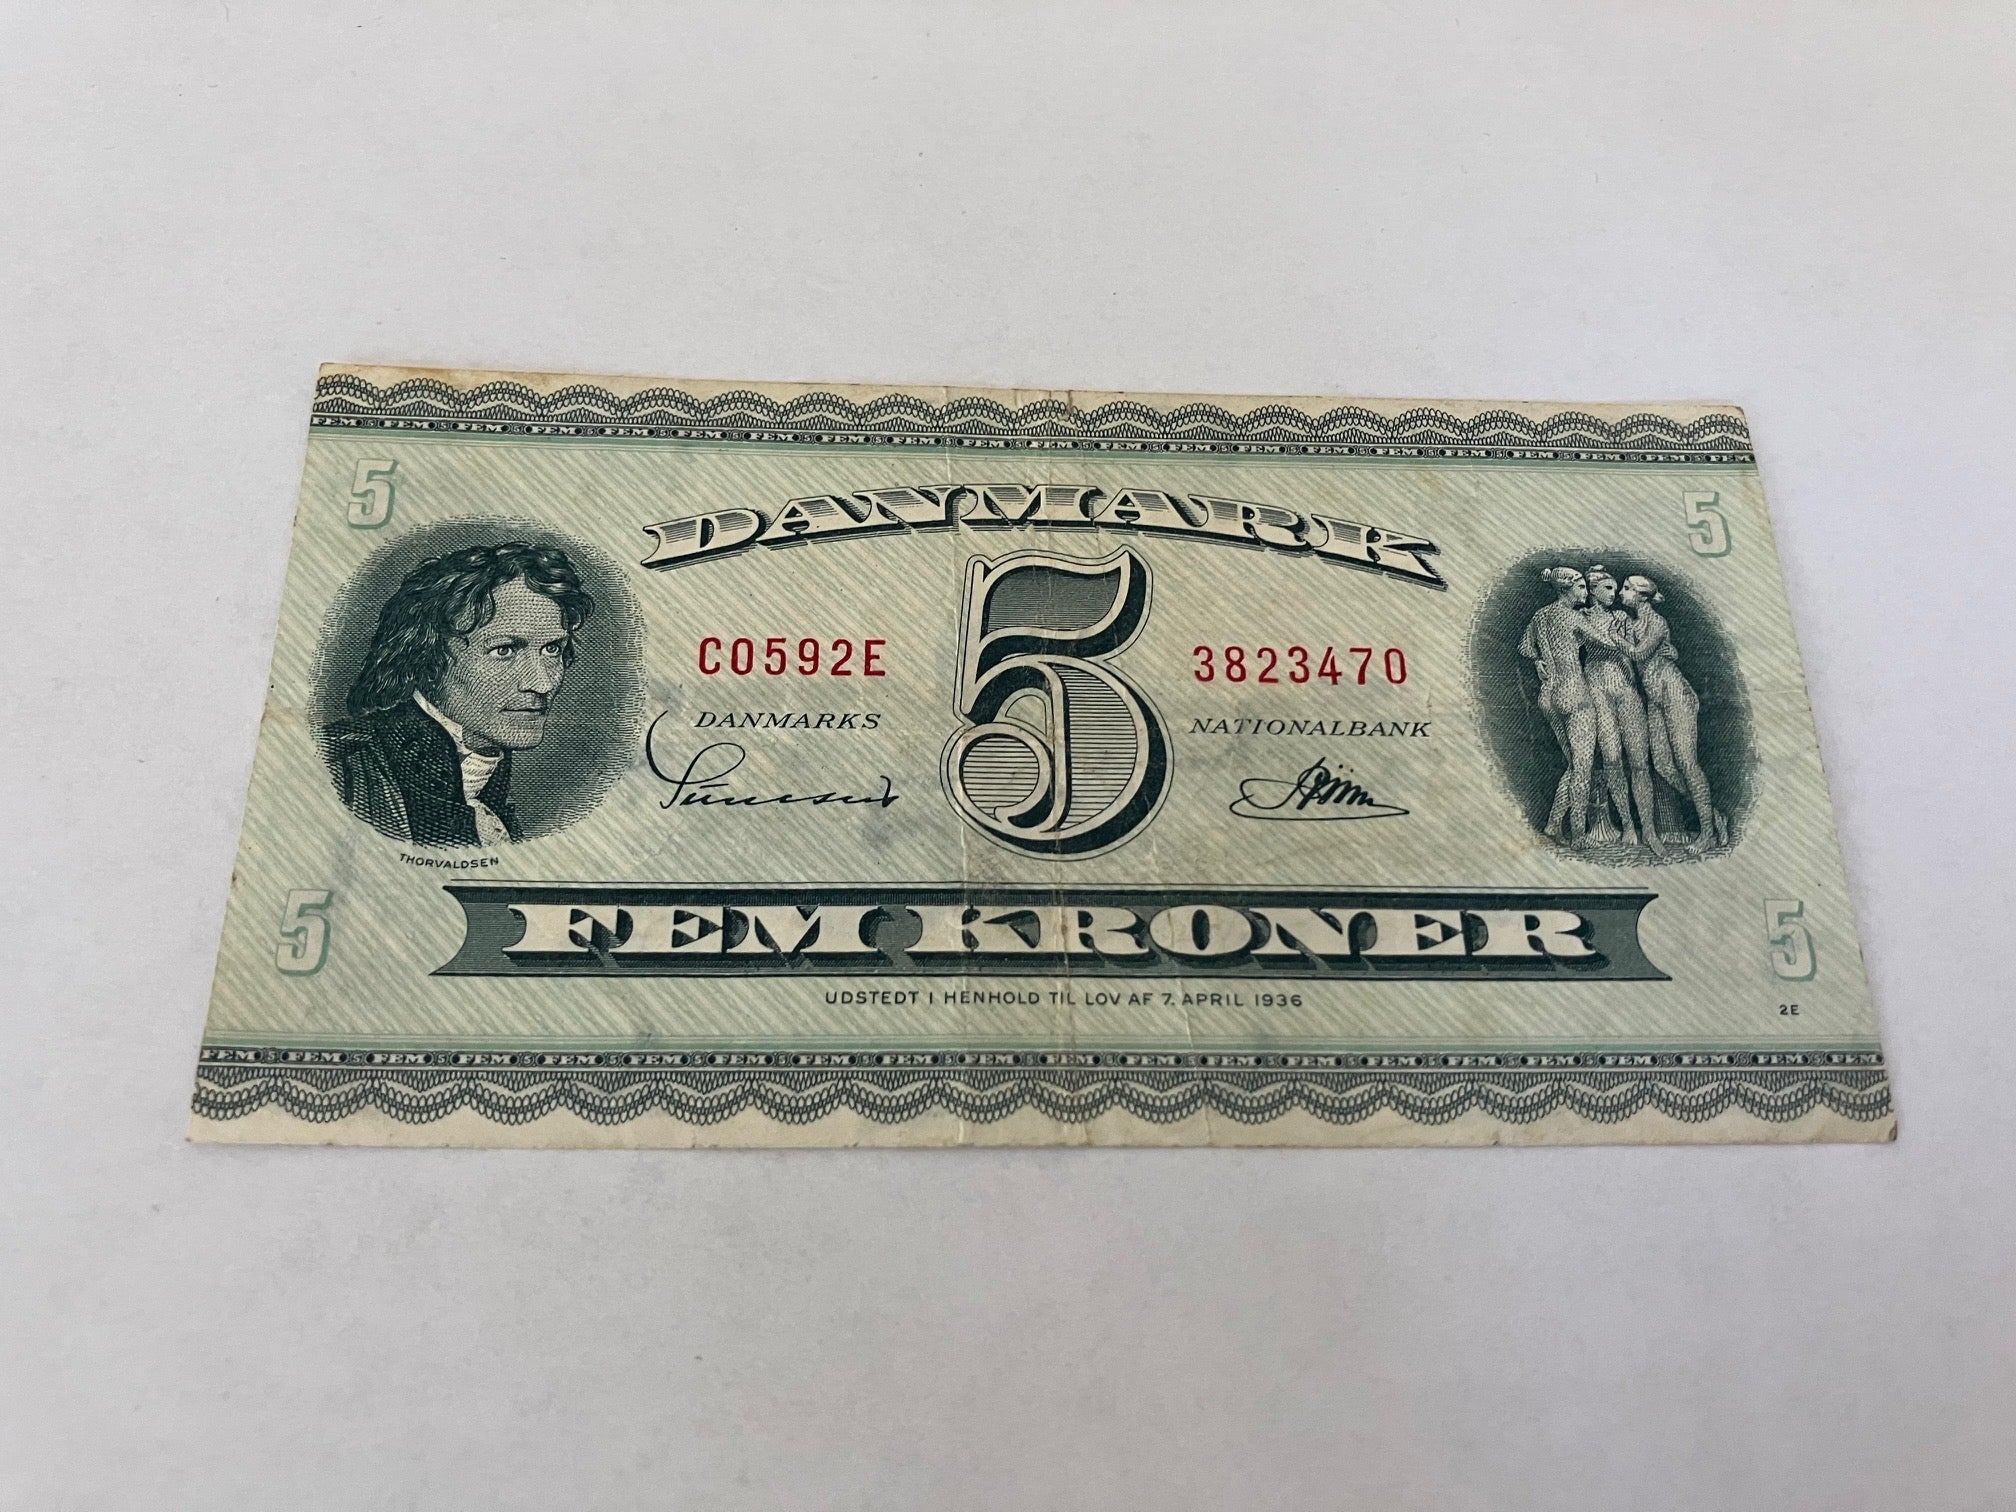 5 5
DANMARK
5
C0592E 3823470
DANMARKS NATIONALBANK
THORVALDSEN
5 FEM KRONER 5
UDSTEDT I HENHOLD TIL LOV AF 7. APRIL 1936
2E